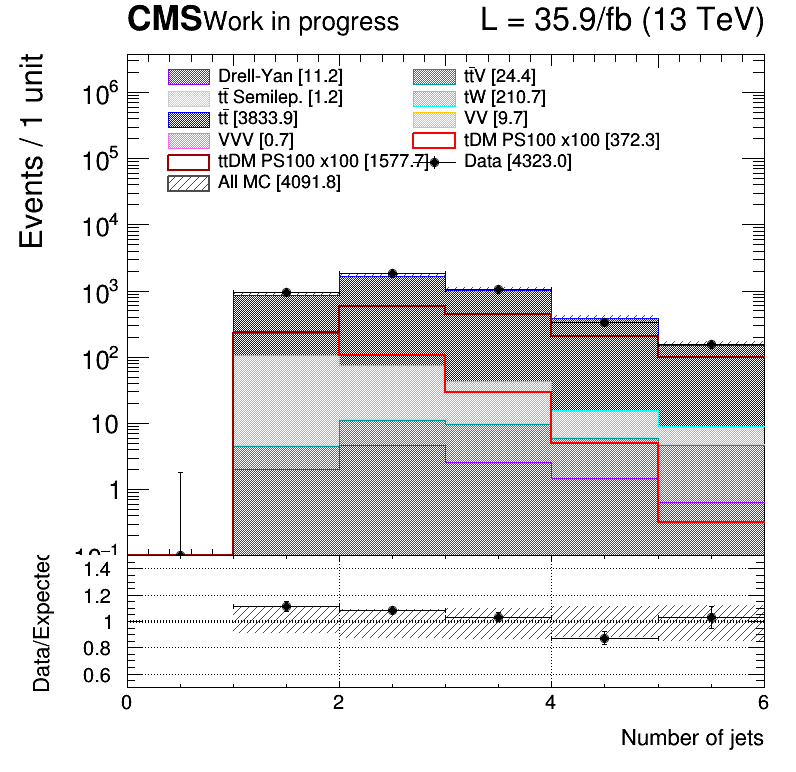 CMS Work in progress L = 35.9/fb (13 TeV)
Events / 1 unit
Drell-Yan [11.2] tt̄V [24.4]
tt̄ Semilep. [1.2] tW [210.7]
tt̄ [3833.9] VV [9.7]
VVV [0.7] tDM PS100 x100 [372.3]
ttDM PS100 x100 [1577.7] Data [4323.0]
All MC [4091.8]
10⁶
10⁵
10⁴
10³
10²
10
1
10⁻¹
Data/Expected
1.4
1.2
1
0.8
0.6
0 2 4 6
Number of jets